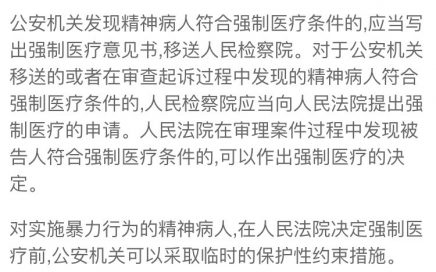 公安机关发现精神病人符合强制医疗条件的,应当写
出强制医疗意见书,移送人民检察院。对于公安机关
移送的或者在审查起诉过程中发现的精神病人符合
强制医疗条件的,人民检察院应当向人民法院提出强
制医疗的申请。人民法院在审理案件过程中发现被
告人符合强制医疗条件的,可以作出强制医疗的决
定。
对实施暴力行为的精神病人,在人民法院决定强制医
疗前,公安机关可以采取临时的保护性约束措施。